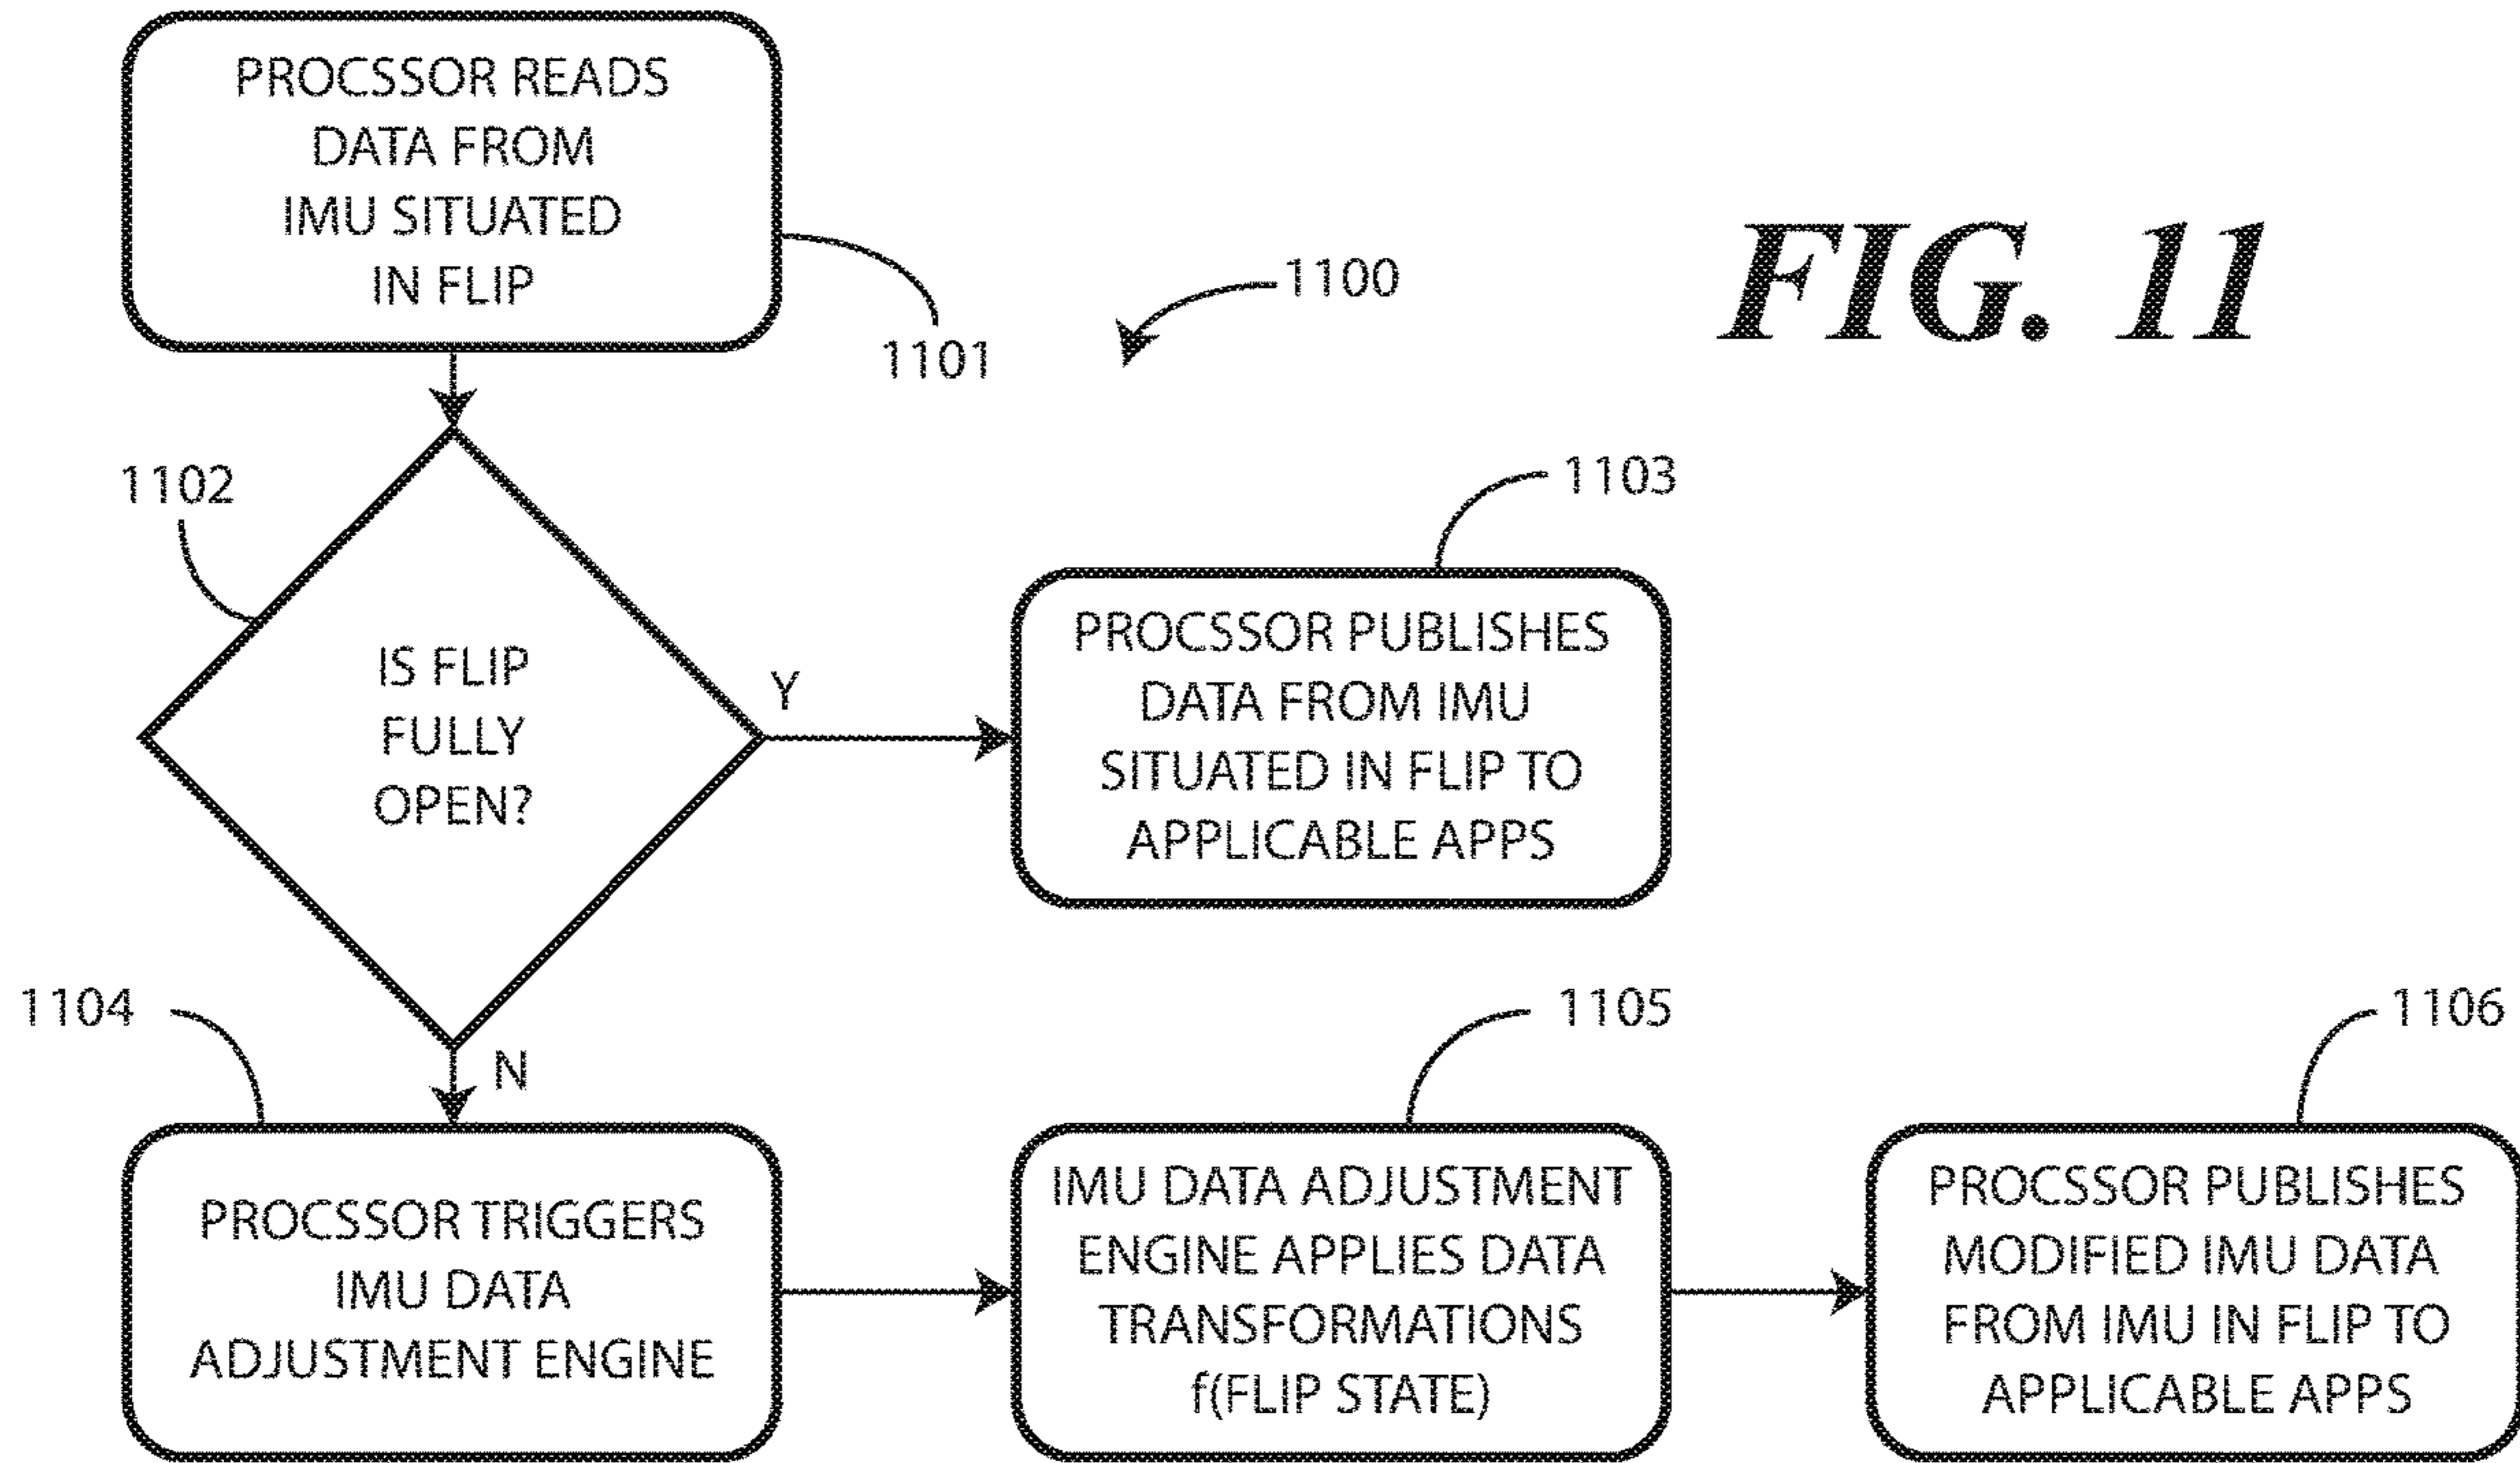 PROCSSOR READS
DATA FROM
IMU SITUATED
IN FLIP
1101
1100
FIG. 11
1102
IS FLIP
FULLY
OPEN?
Y
N
1103
PROCSSOR PUBLISHES
DATA FROM IMU
SITUATED IN FLIP TO
APPLICABLE APPS
1104
PROCSSOR TRIGGERS
IMU DATA
ADJUSTMENT ENGINE
1105
IMU DATA ADJUSTMENT
ENGINE APPLIES DATA
TRANSFORMATIONS
f(FLIP STATE)
1106
PROCSSOR PUBLISHES
MODIFIED IMU DATA
FROM IMU IN FLIP TO
APPLICABLE APPS